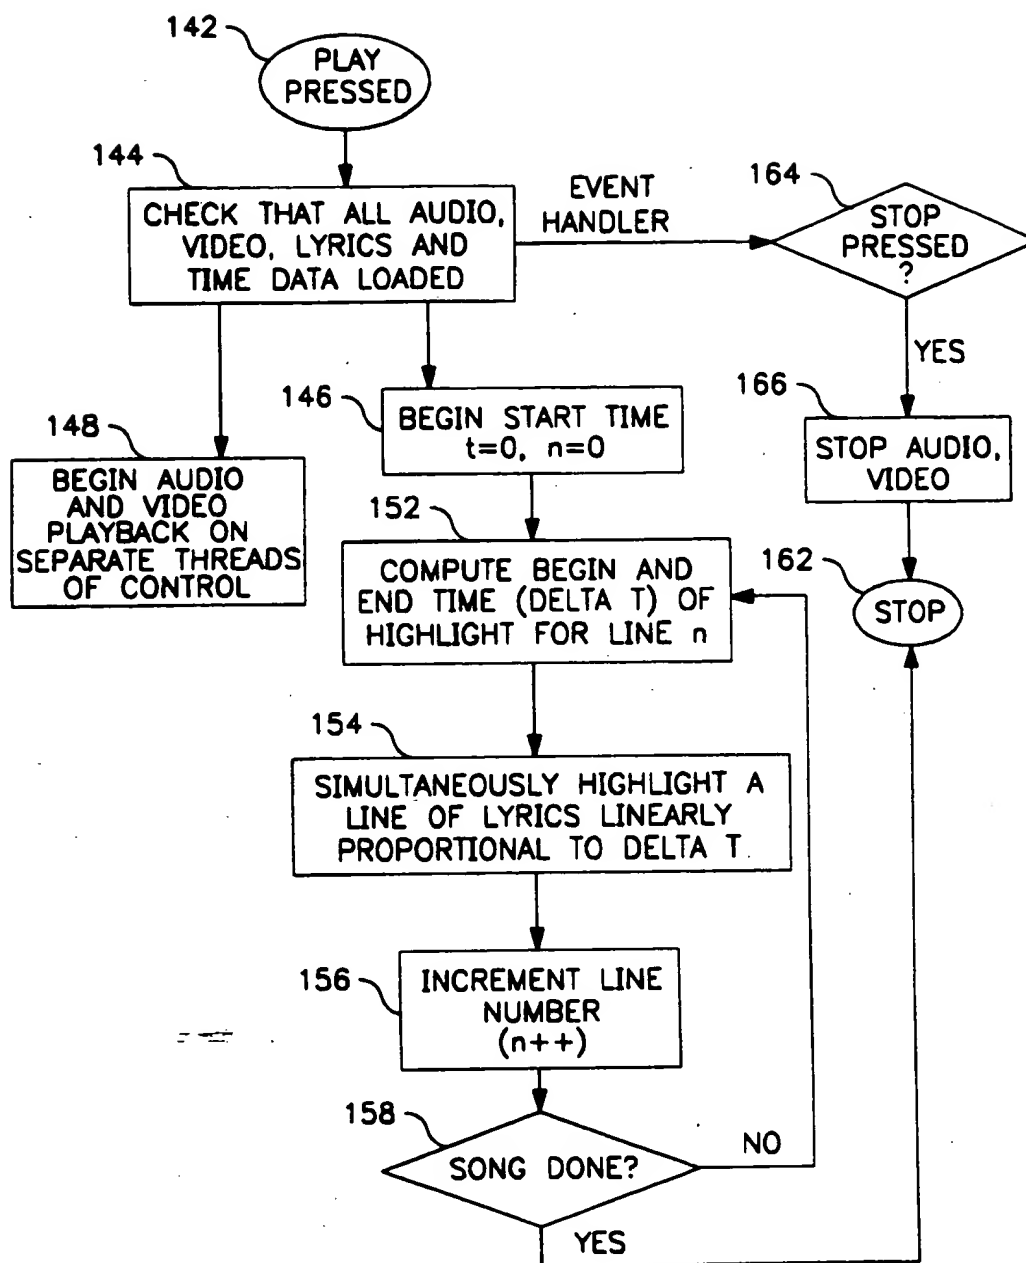 142
PLAY
PRESSED
144
CHECK THAT ALL AUDIO,
VIDEO, LYRICS AND
TIME DATA LOADED
EVENT
HANDLER
164
STOP
PRESSED
?
YES
146
BEGIN START TIME
t=0, n=0
148
BEGIN AUDIO
AND VIDEO
PLAYBACK ON
SEPARATE THREADS
OF CONTROL
166
STOP AUDIO,
VIDEO
152
COMPUTE BEGIN AND
END TIME (DELTA T) OF
HIGHLIGHT FOR LINE n
162
STOP
154
SIMULTANEOUSLY HIGHLIGHT A
LINE OF LYRICS LINEARLY
PROPORTIONAL TO DELTA T
156
INCREMENT LINE
NUMBER
(n++)
158
SONG DONE?
NO
YES